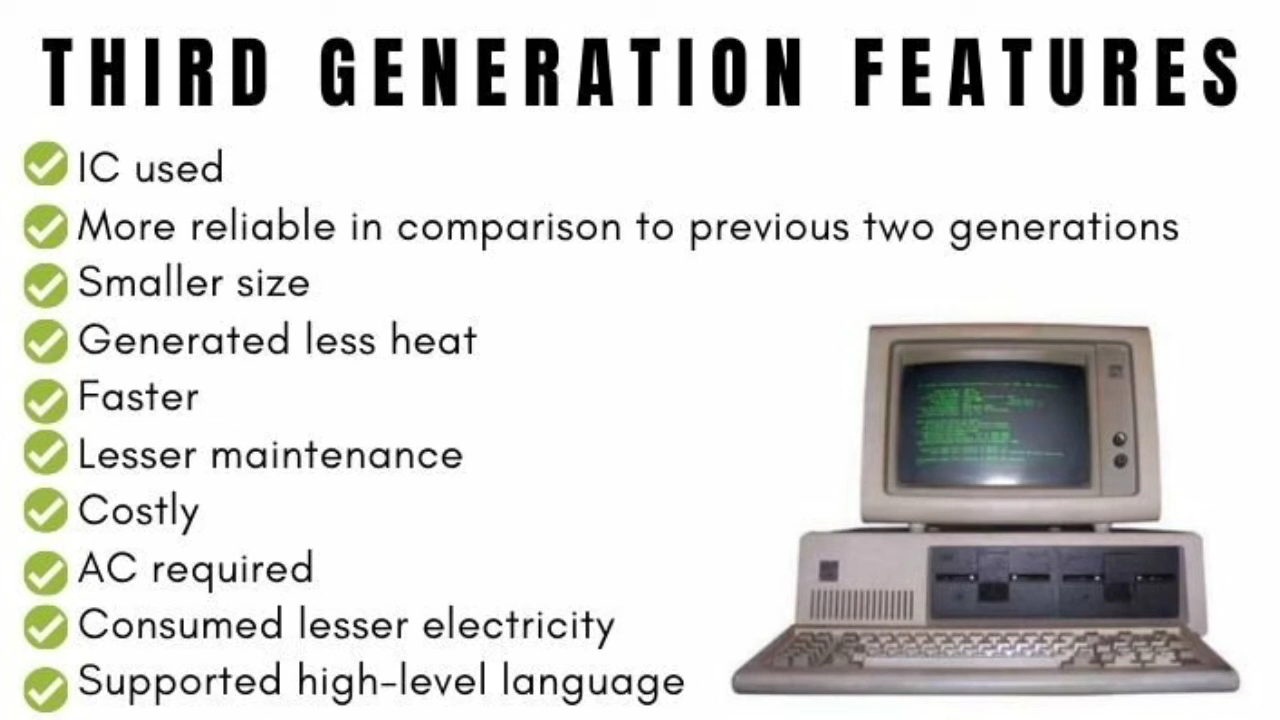 THIRD GENERATION FEATURES
IC used
More reliable in comparison to previous two generations
Smaller size
Generated less heat
Faster
Lesser maintenance
Costly
AC required
Consumed lesser electricity
Supported high-level language